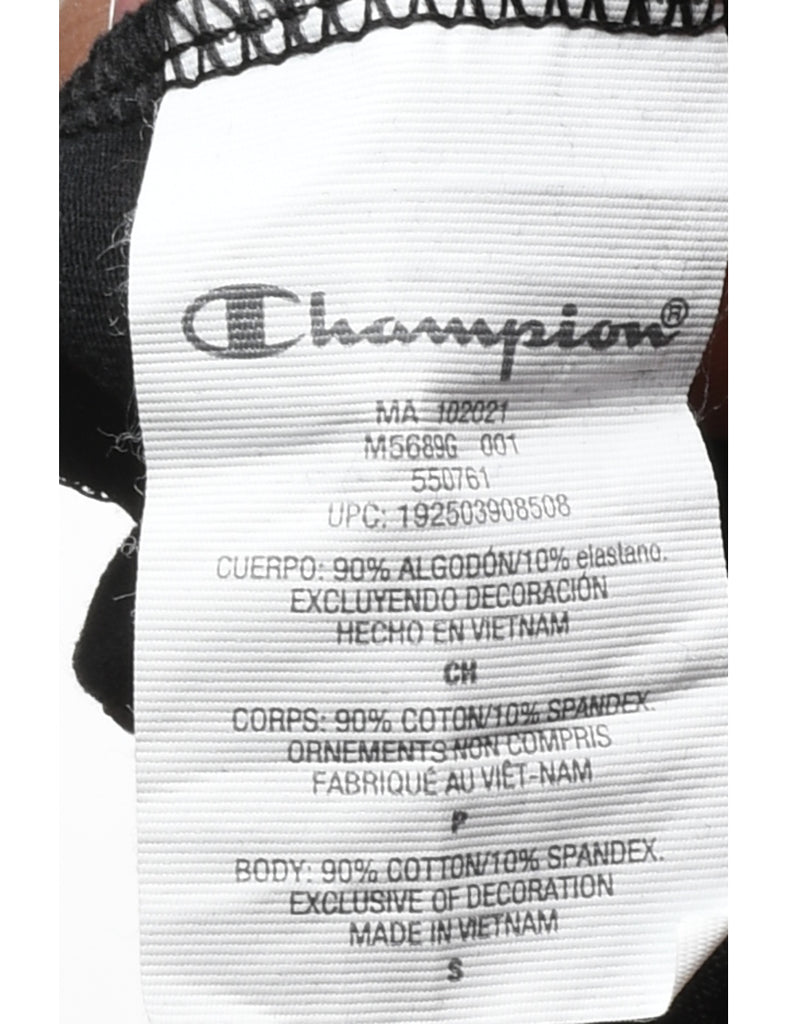 Champion®
MA 102021
M5689G 001
550761
UPC: 192503908508
CUERPO: 90% ALGODÓN/10% elastano.
EXCLUYENDO DECORACIÓN
HECHO EN VIETNAM
CH
CORPS: 90% COTON/10% SPANDEX.
ORNEMENTS NON COMPRIS
FABRIQUÉ AU VIÊT-NAM
P
BODY: 90% COTTON/10% SPANDEX.
EXCLUSIVE OF DECORATION
MADE IN VIETNAM
S